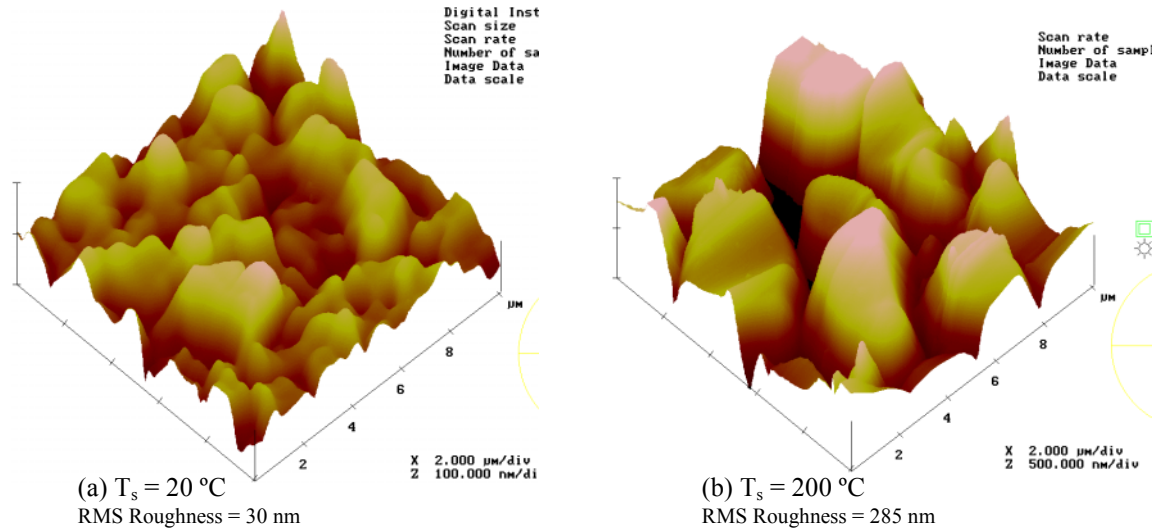 Digital Inst
Scan size
Scan rate
Number of sa
Image Data
Data scale
µm
8
6
4
2
X 2.000 µm/div
Z 100.000 nm/di
(a) Ts = 20 ºC
RMS Roughness = 30 nm
Scan rate
Number of sampl
Image Data
Data scale
µm
8
6
4
2
X 2.000 µm/div
Z 500.000 nm/div
(b) Ts = 200 ºC
RMS Roughness = 285 nm